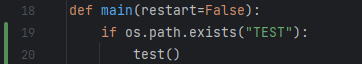 18 def main(restart=False):
19 if os.path.exists("TEST"):
20 test()